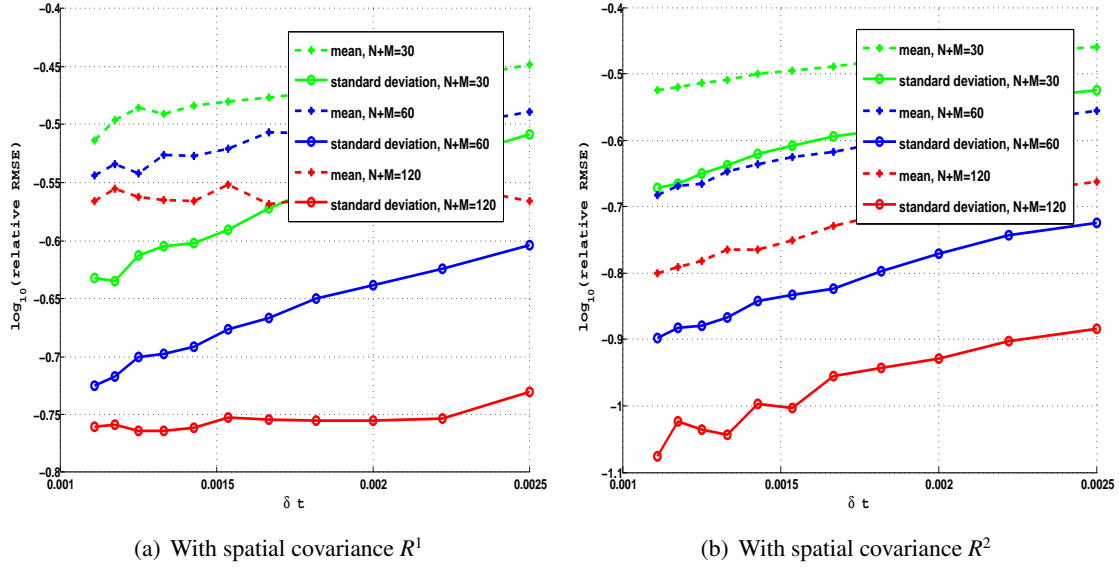 −0.4
−0.45
−0.5
−0.55
−0.6
−0.65
−0.7
−0.75
−0.8
log₁₀(relative RMSE)
0.001
0.0015
0.002
0.0025
δ t
mean, N+M=30
standard deviation, N+M=30
mean, N+M=60
standard deviation, N+M=60
mean, N+M=120
standard deviation, N+M=120
(a) With spatial covariance R¹
−0.4
−0.5
−0.6
−0.7
−0.8
−0.9
−1
−1.1
log₁₀(relative RMSE)
0.001
0.0015
0.002
0.0025
δ t
mean, N+M=30
standard deviation, N+M=30
mean, N+M=60
standard deviation, N+M=60
mean, N+M=120
standard deviation, N+M=120
(b) With spatial covariance R²